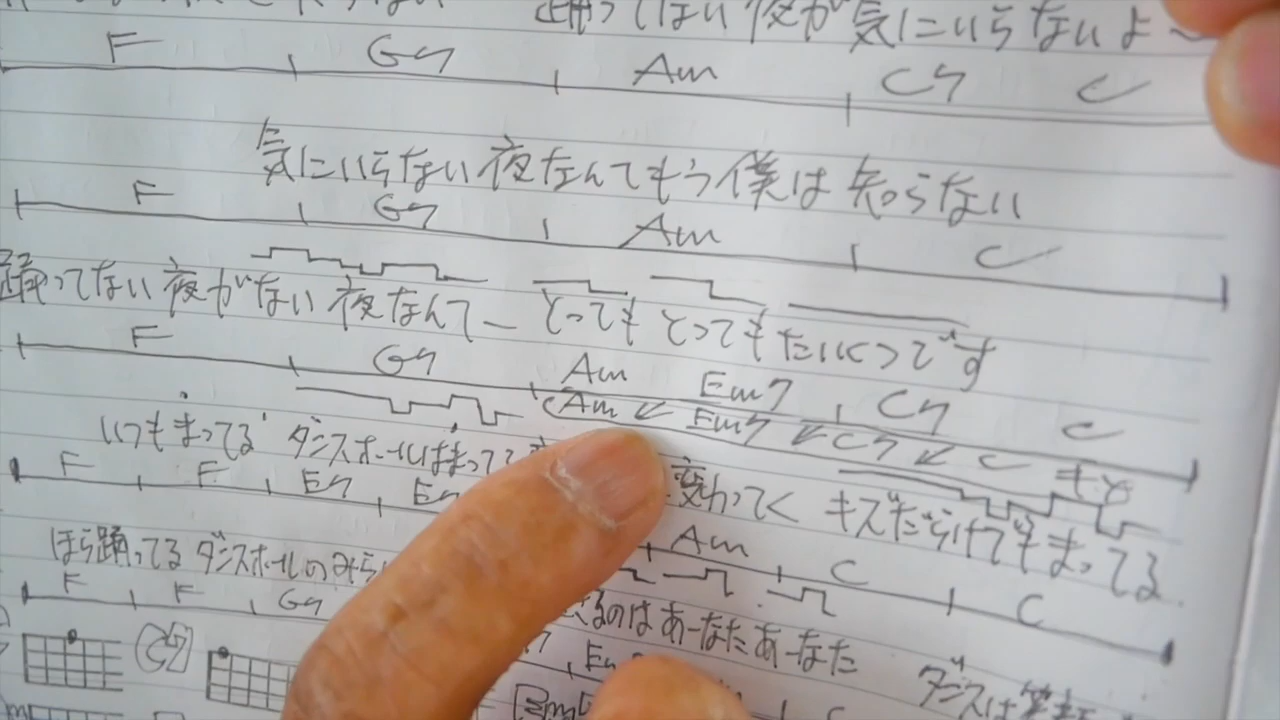 踊ってない夜が気にいらないよ〜
F G7 Am C7 C
気にいらない夜なんてもう僕は知らない
F G7 Am C
踊ってない夜がない夜なんて― とっても とっても たいくつです
F G7 Am Em7 C7 C
(Am ↙ Em7 ↙ C7 ↙ C
いつもまってる ダンスホールはまってる 変わってく キズだらけでもまってる
F F E7 E7 Am C C
ほら踊ってる ダンスホールの
るのはあーなたあーなた ダンスは
F F G7
C7